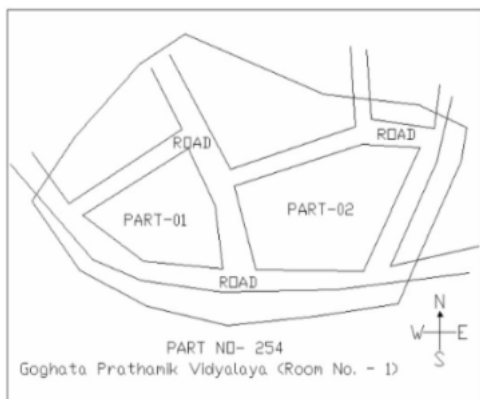 ROAD
ROAD
PART-01
PART-02
ROAD
N
W E
S
PART NO- 254
Goghata Prathamik Vidyalaya (Room No. - 1)